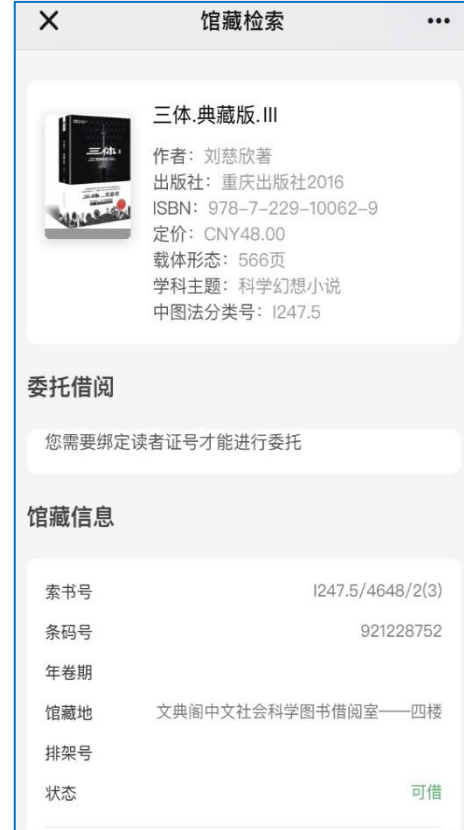 馆藏检索
三体.典藏版.III
作者：刘慈欣著
出版社：重庆出版社2016
ISBN：978-7-229-10062-9
定价：CNY48.00
载体形态：566页
学科主题：科学幻想小说
中图法分类号：I247.5
委托借阅
您需要绑定读者证号才能进行委托
馆藏信息
索书号 I247.5/4648/2(3)
条码号 921228752
年卷期
馆藏地 文典阁中文社会科学图书借阅室——四楼
排架号
状态 可借